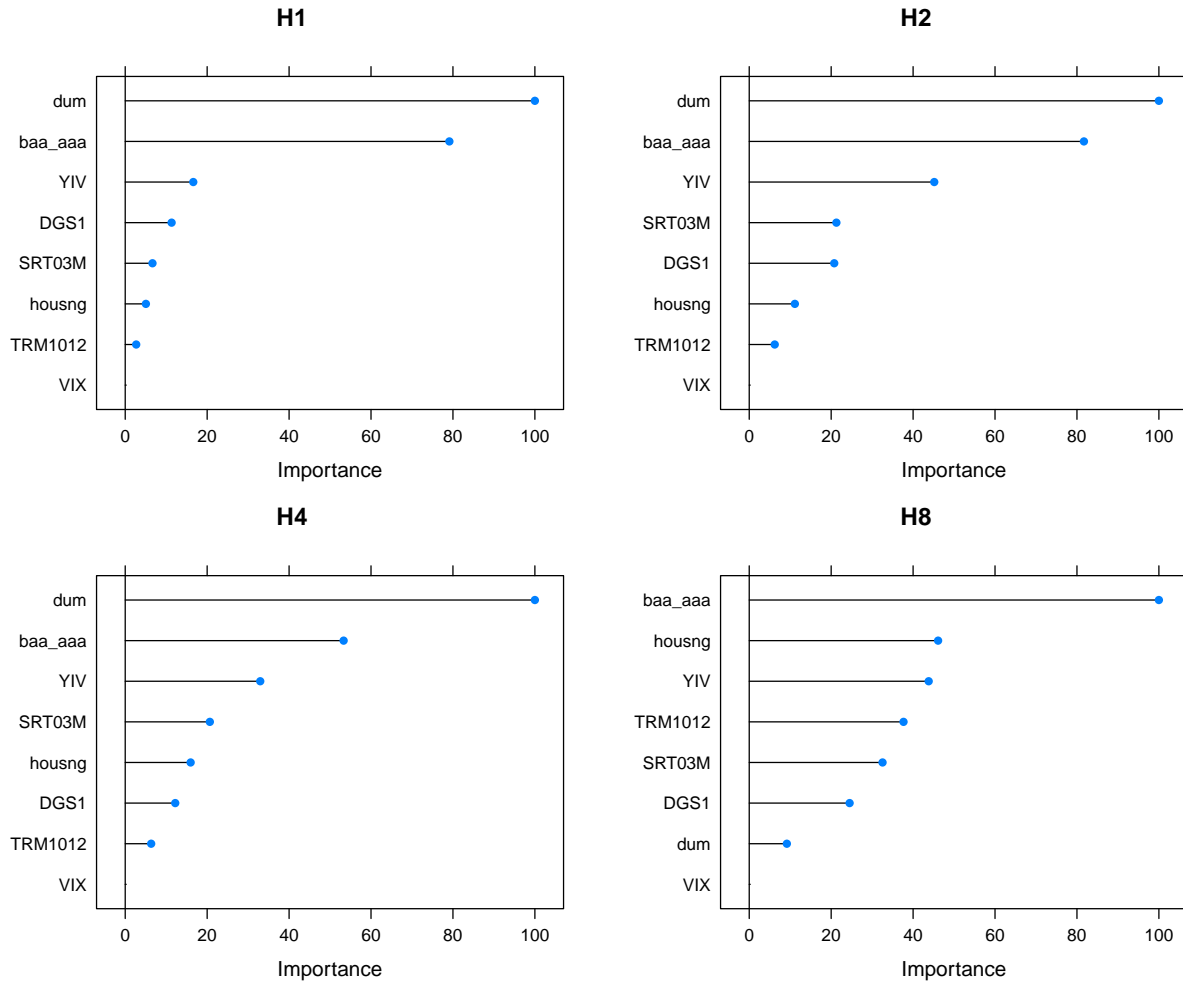 H1
dum
baa_aaa
YIV
DGS1
SRT03M
housng
TRM1012
VIX
0 20 40 60 80 100
Importance
H2
dum
baa_aaa
YIV
SRT03M
DGS1
housng
TRM1012
VIX
0 20 40 60 80 100
Importance
H4
dum
baa_aaa
YIV
SRT03M
housng
DGS1
TRM1012
VIX
0 20 40 60 80 100
Importance
H8
baa_aaa
housng
YIV
TRM1012
SRT03M
DGS1
dum
VIX
0 20 40 60 80 100
Importance